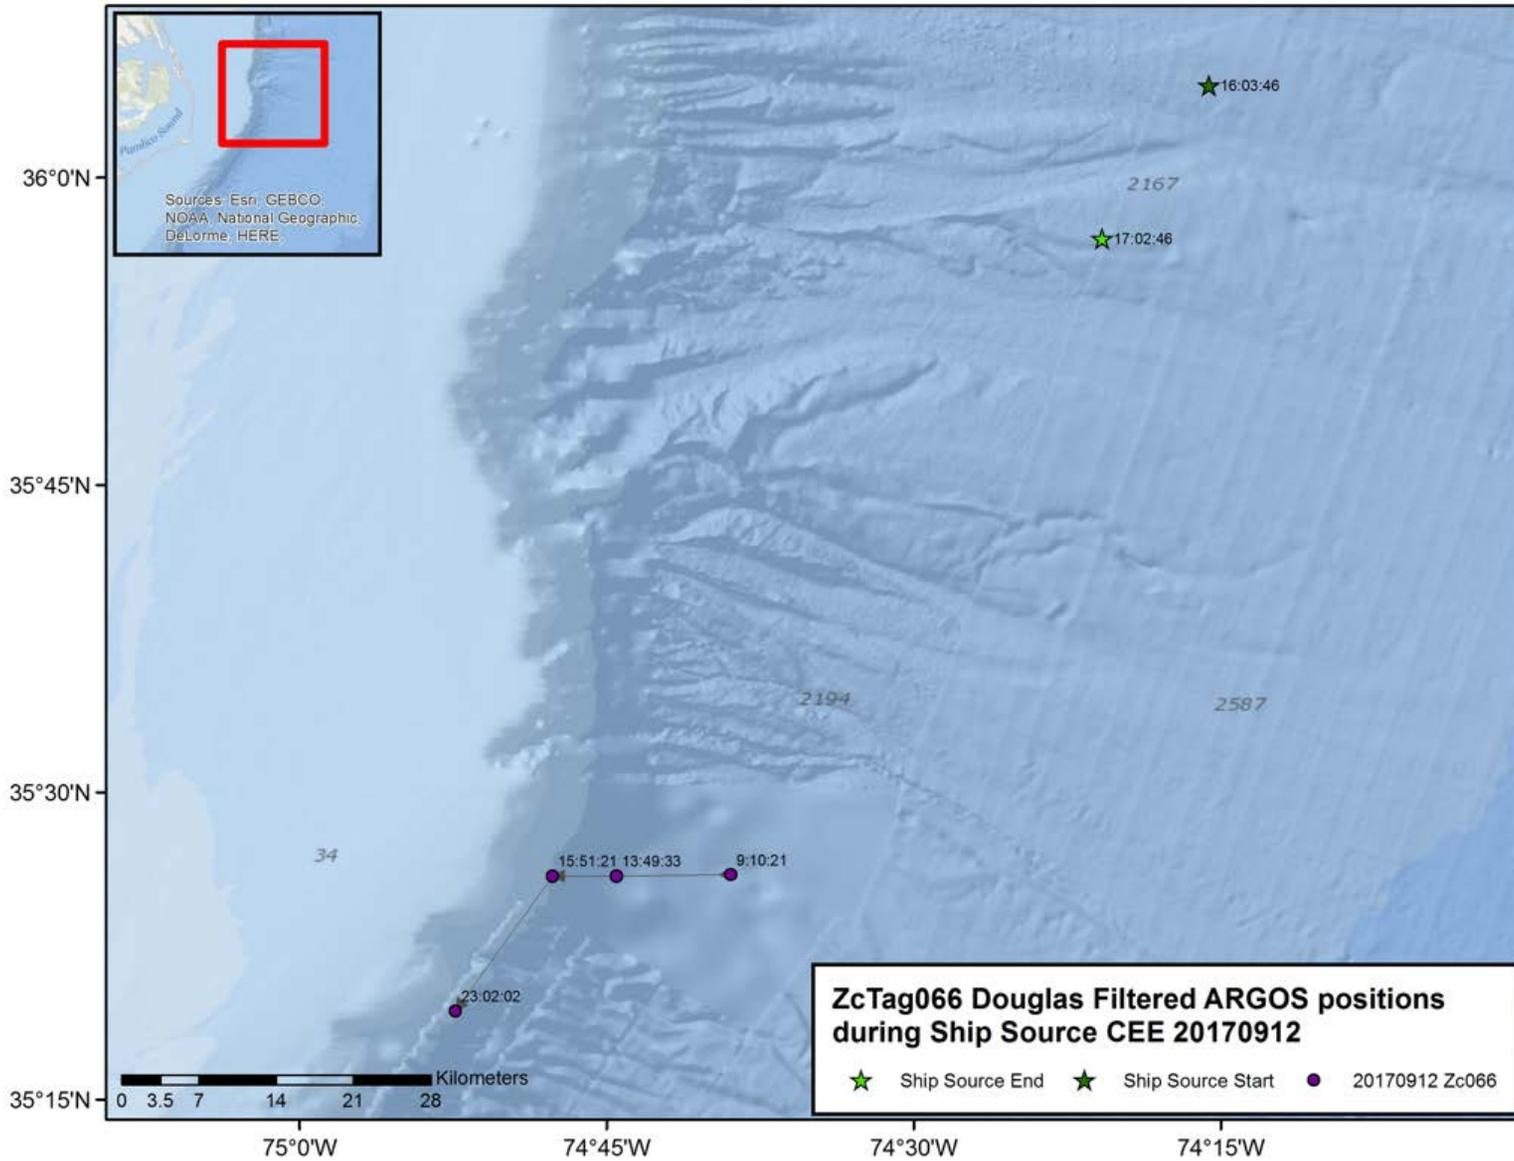 Pamlico Sound
Sources: Esri, GEBCO,
NOAA, National Geographic,
DeLorme, HERE,
16:03:46
36°0'N
2167
17:02:46
35°45'N
2194
2587
35°30'N
34
15:51:21 13:49:33
9:10:21
23:02:02
ZcTag066 Douglas Filtered ARGOS positions
during Ship Source CEE 20170912
Ship Source End
Ship Source Start
20170912 Zc066
Kilometers
0 3.5 7 14 21 28
35°15'N
75°0'W
74°45'W
74°30'W
74°15'W